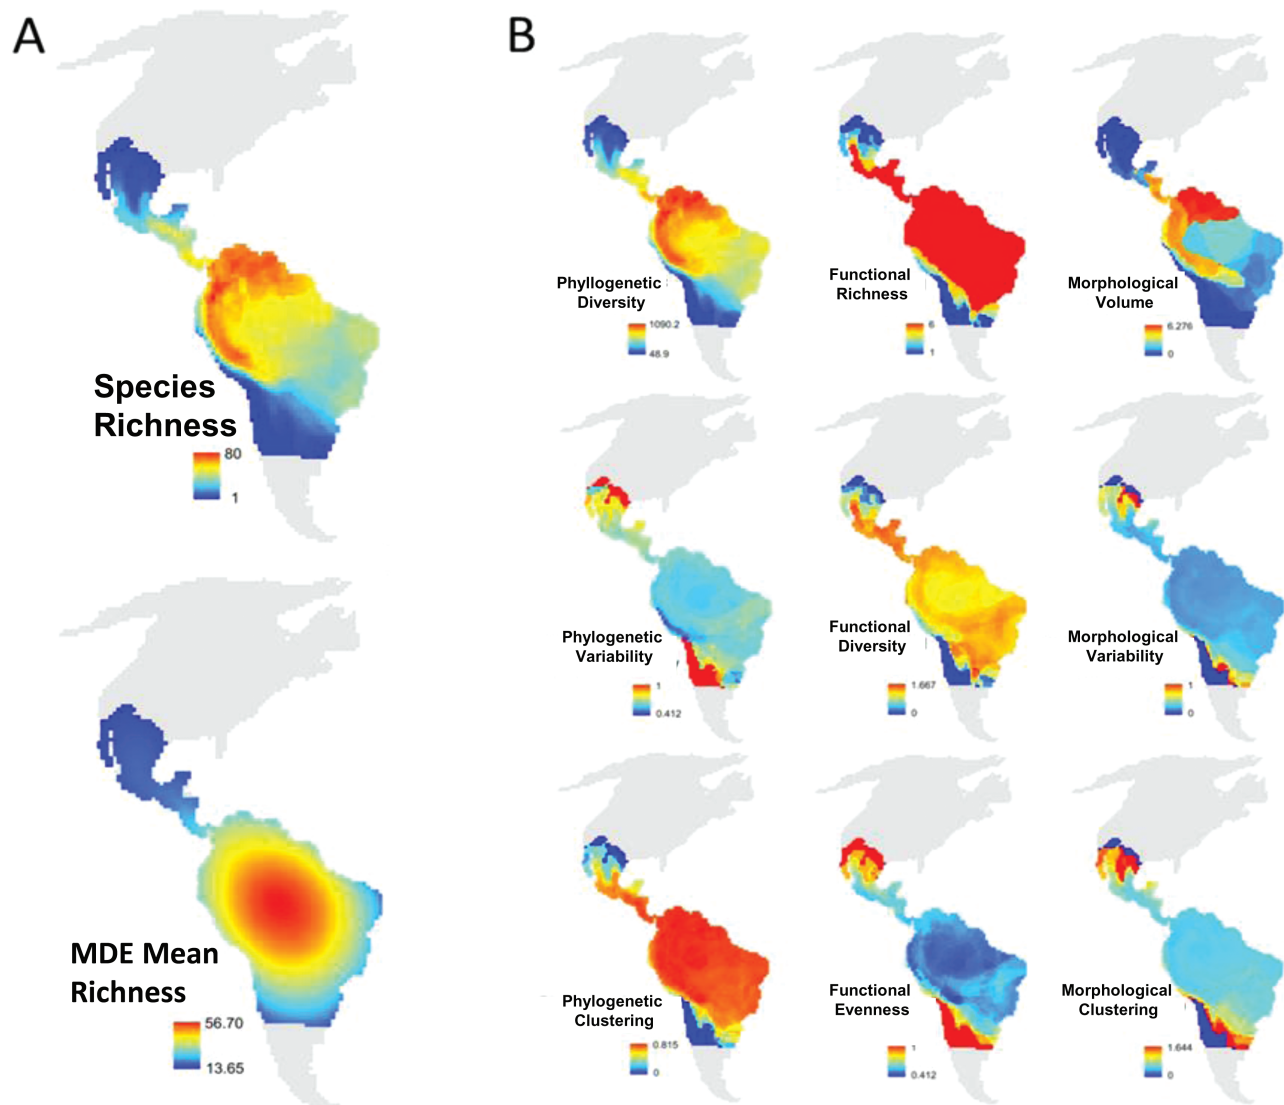 A
Species
Richness
80
1
MDE Mean
Richness
56.70
13.65
B
Phyllogenetic
Diversity
1090.2
48.9
Functional
Richness
6
1
Morphological
Volume
6.276
0
Phylogenetic
Variability
1
0.412
Functional
Diversity
1.667
0
Morphological
Variability
1
0
Phylogenetic
Clustering
0.815
0
Functional
Evenness
1
0.412
Morphological
Clustering
1.644
0